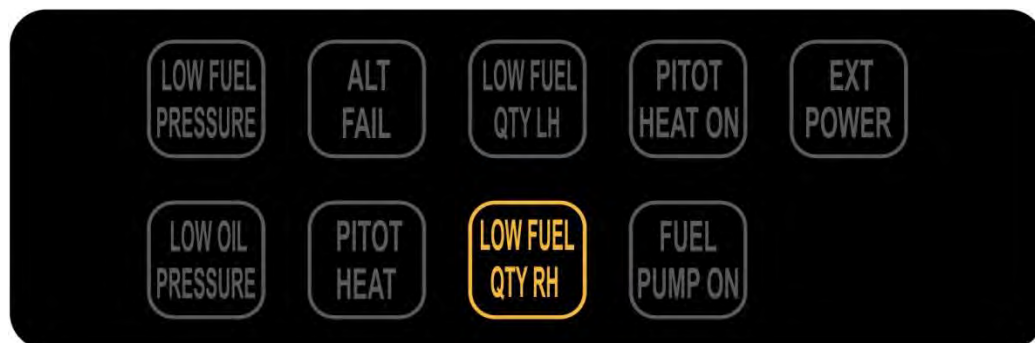 LOW FUEL
PRESSURE
ALT
FAIL
LOW FUEL
QTY LH
PITOT
HEAT ON
EXT
POWER
LOW OIL
PRESSURE
PITOT
HEAT
LOW FUEL
QTY RH
FUEL
PUMP ON